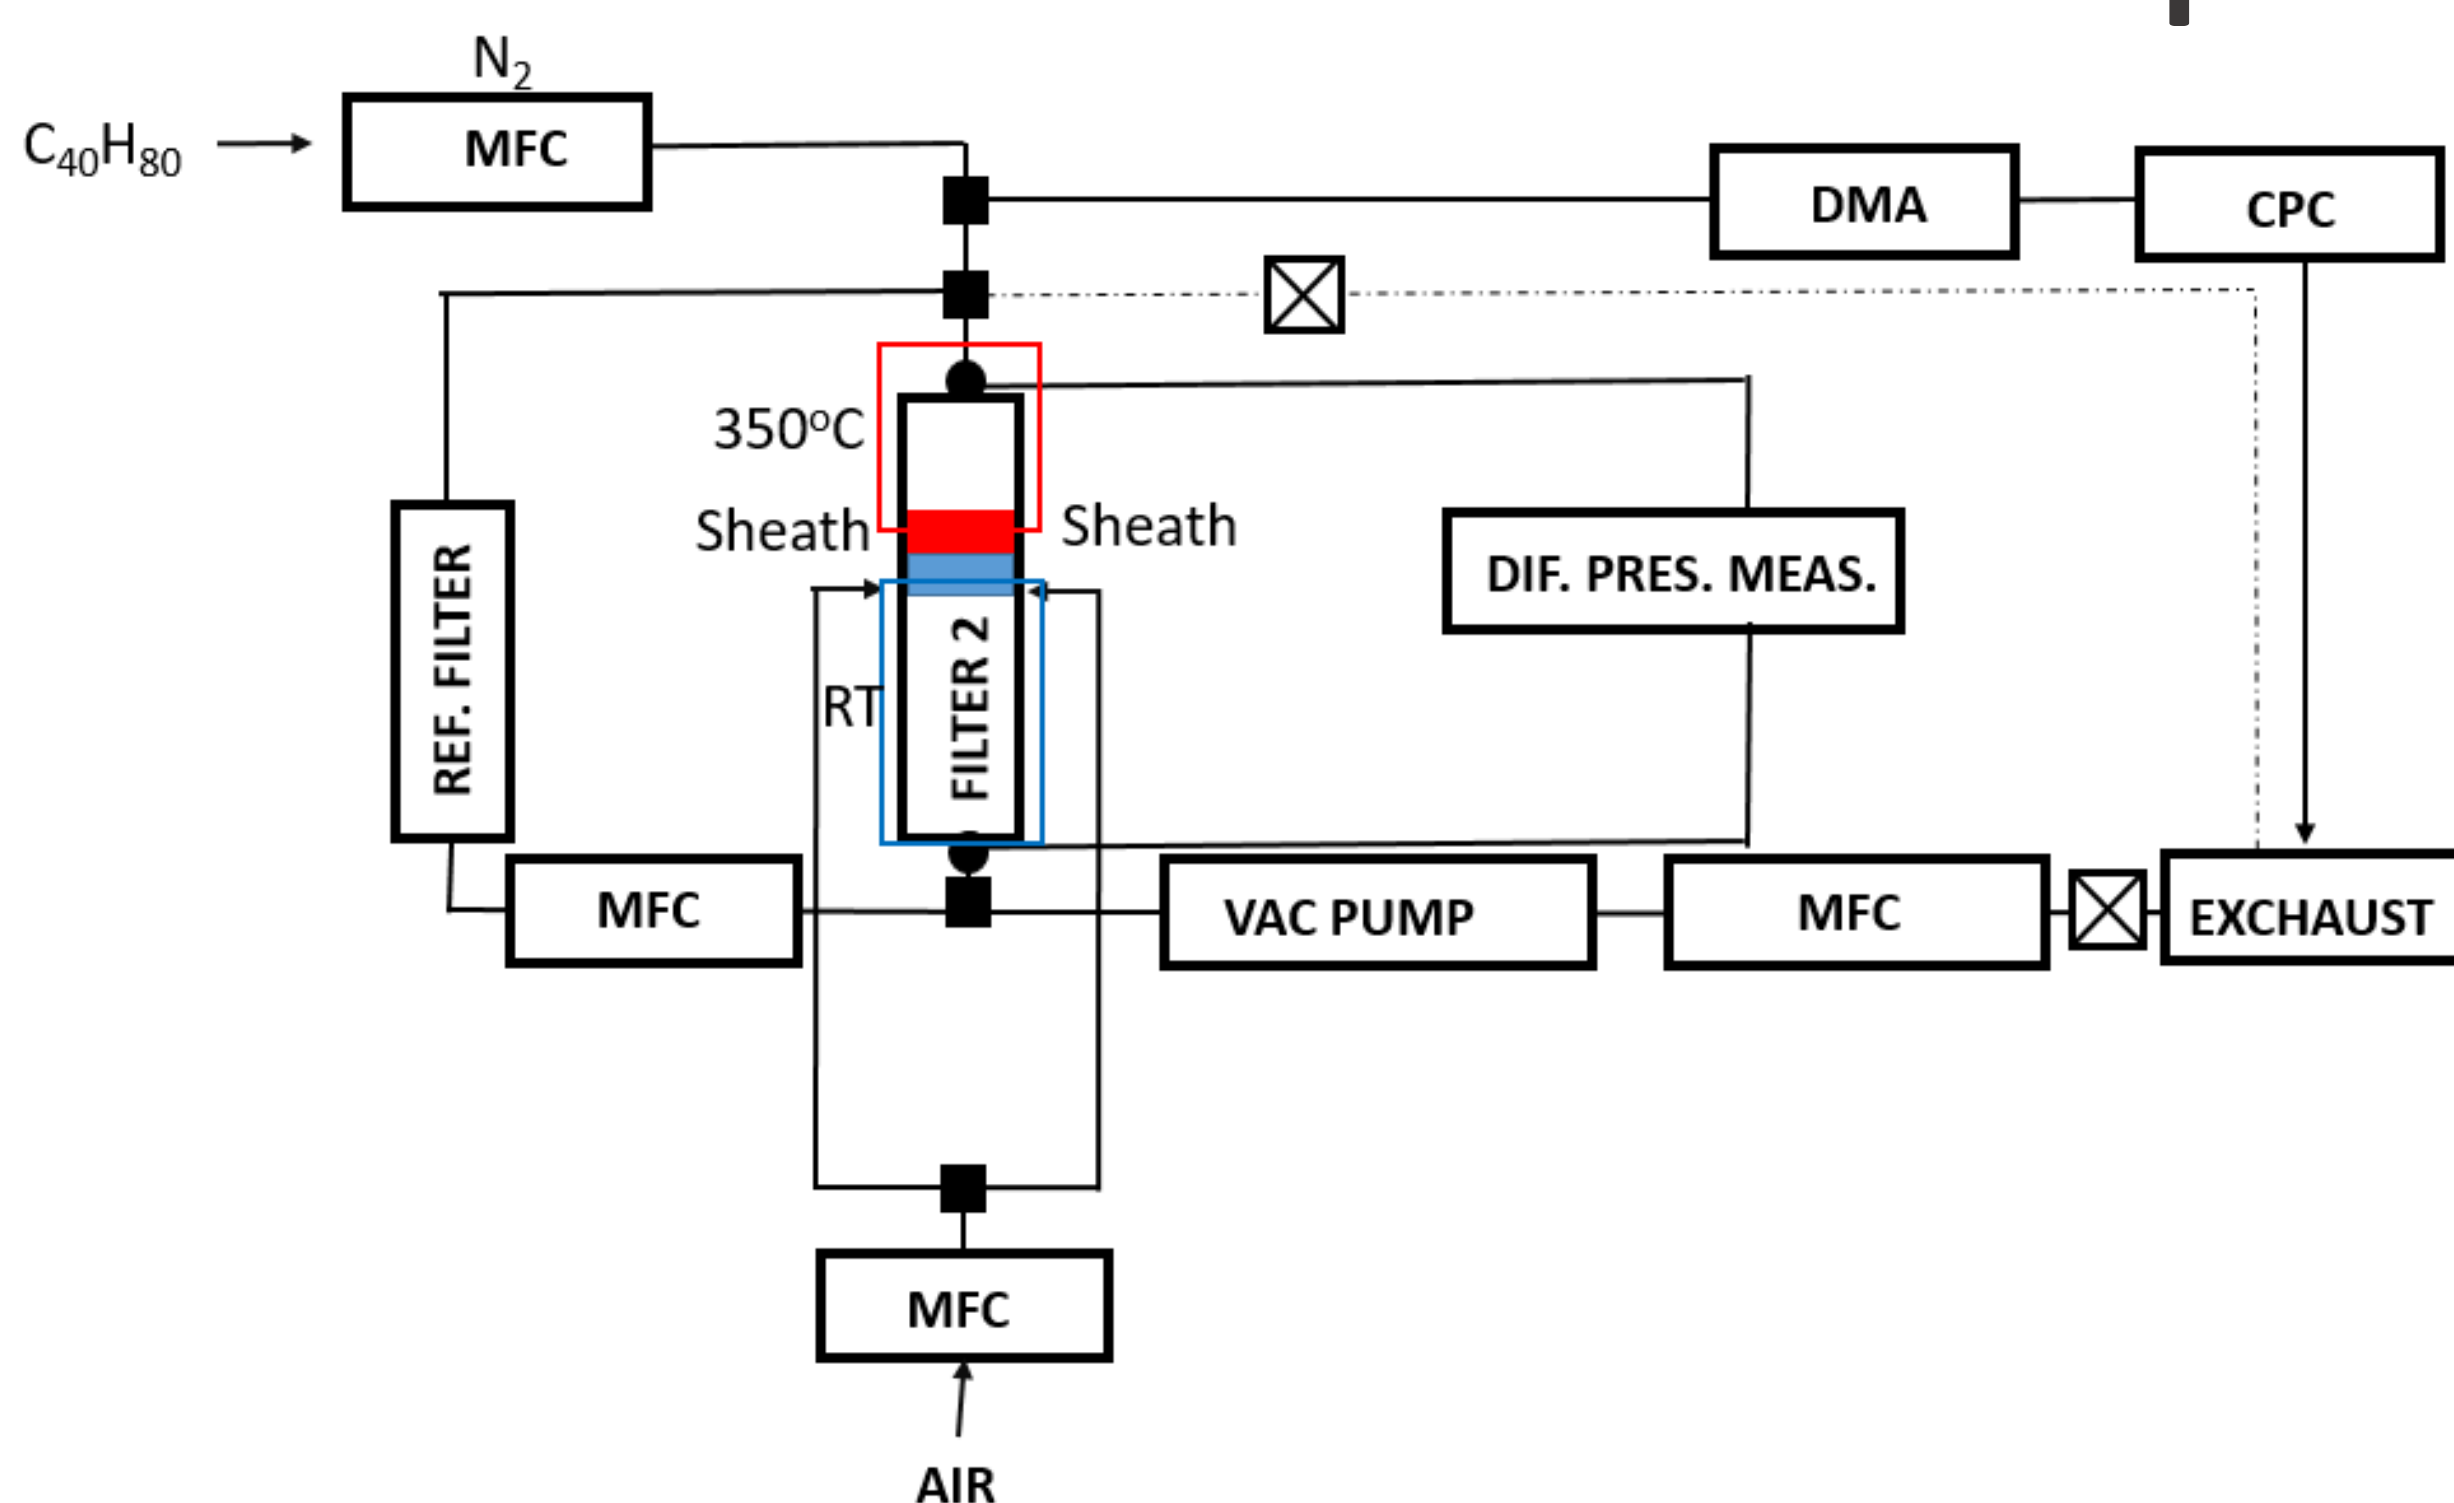 N₂
C₄₀H₈₀
MFC
DMA
CPC
350°C
Sheath
Sheath
DIF. PRES. MEAS.
REF. FILTER
FILTER 2
RT
MFC
VAC PUMP
MFC
EXCHAUST
MFC
AIR